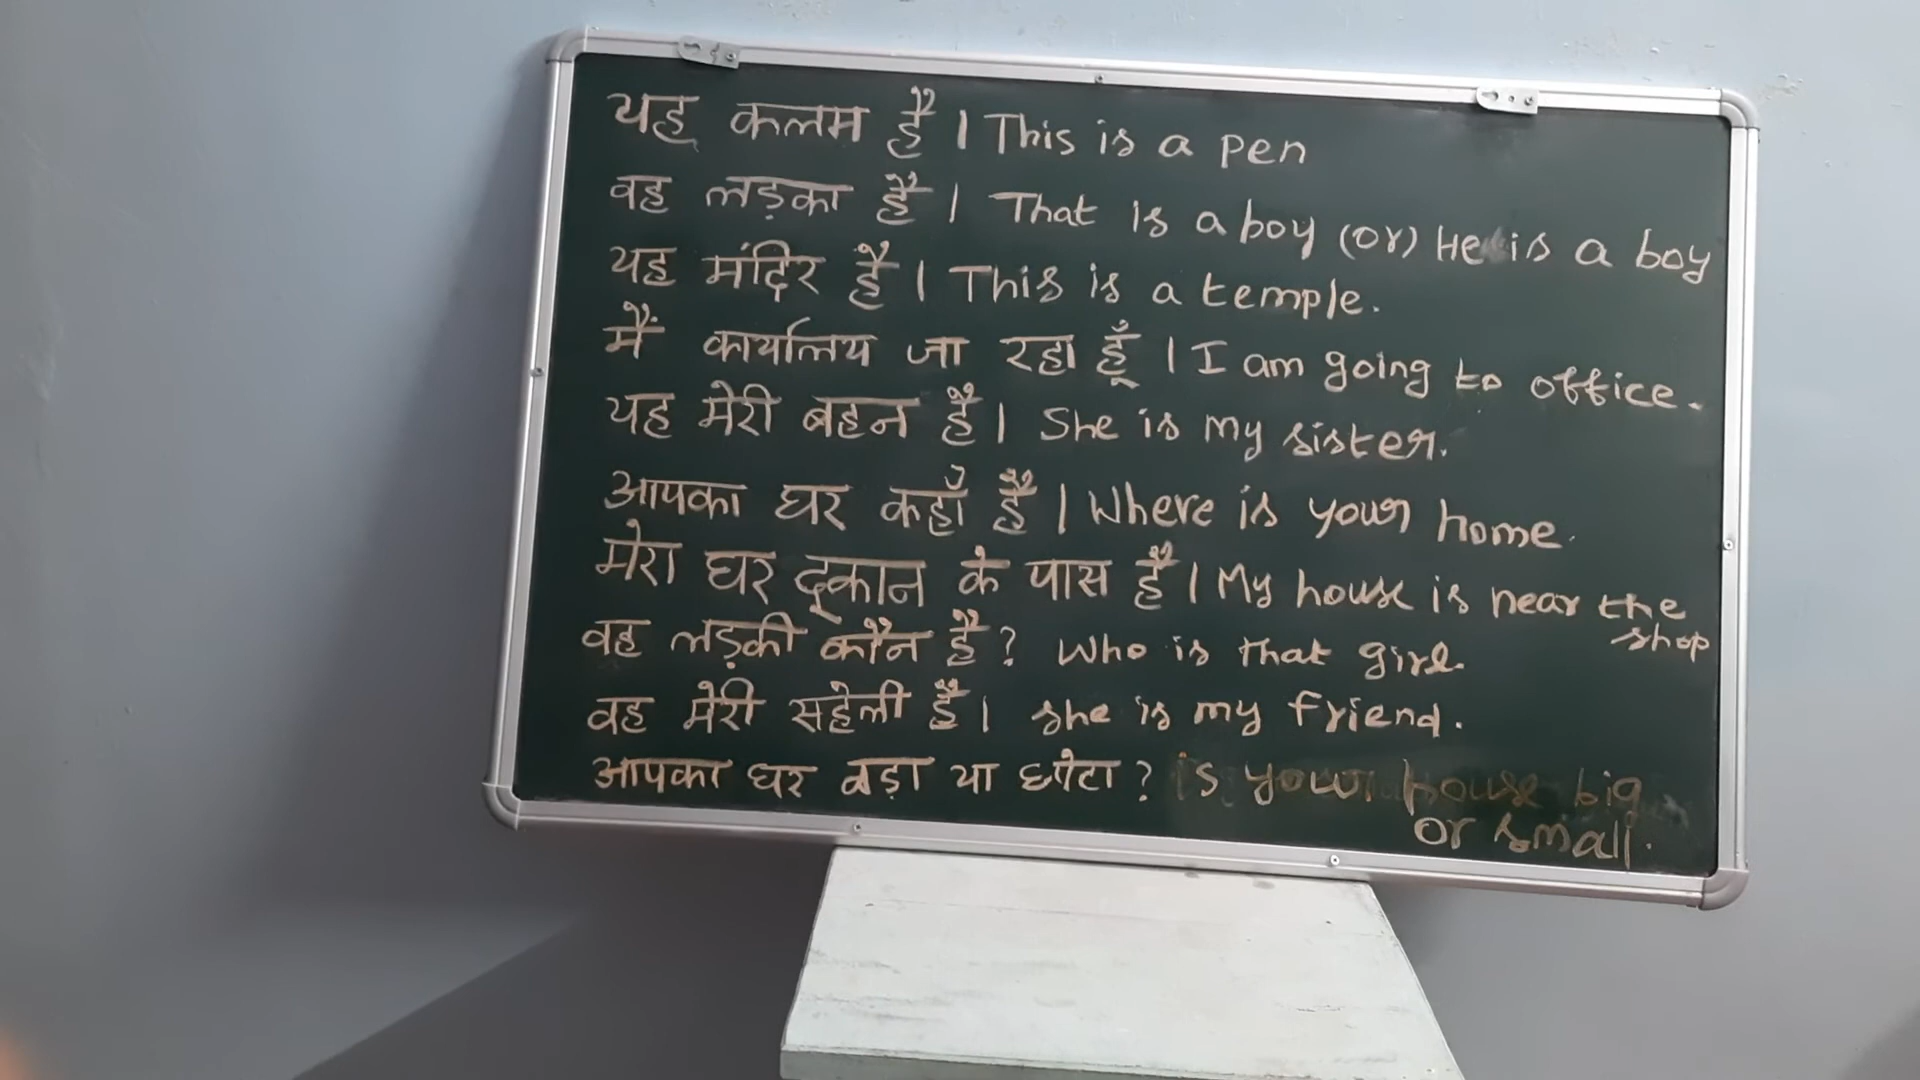 यह कलम है । This is a pen
वह लड़का है । That is a boy (or) He is a boy
यह मंदिर है । This is a temple.
मैं कार्यालय जा रहा हूँ । I am going to office.
यह मेरी बहन है । She is my sister.
आपका घर कहाँ है । Where is your home.
मेरा घर दूकान के पास है । My house is near the
shop
वह लड़की कौन है ? Who is that girl.
वह मेरी सहेली है । she is my friend.
आपका घर बड़ा या छोटा ? is your house big
or small.